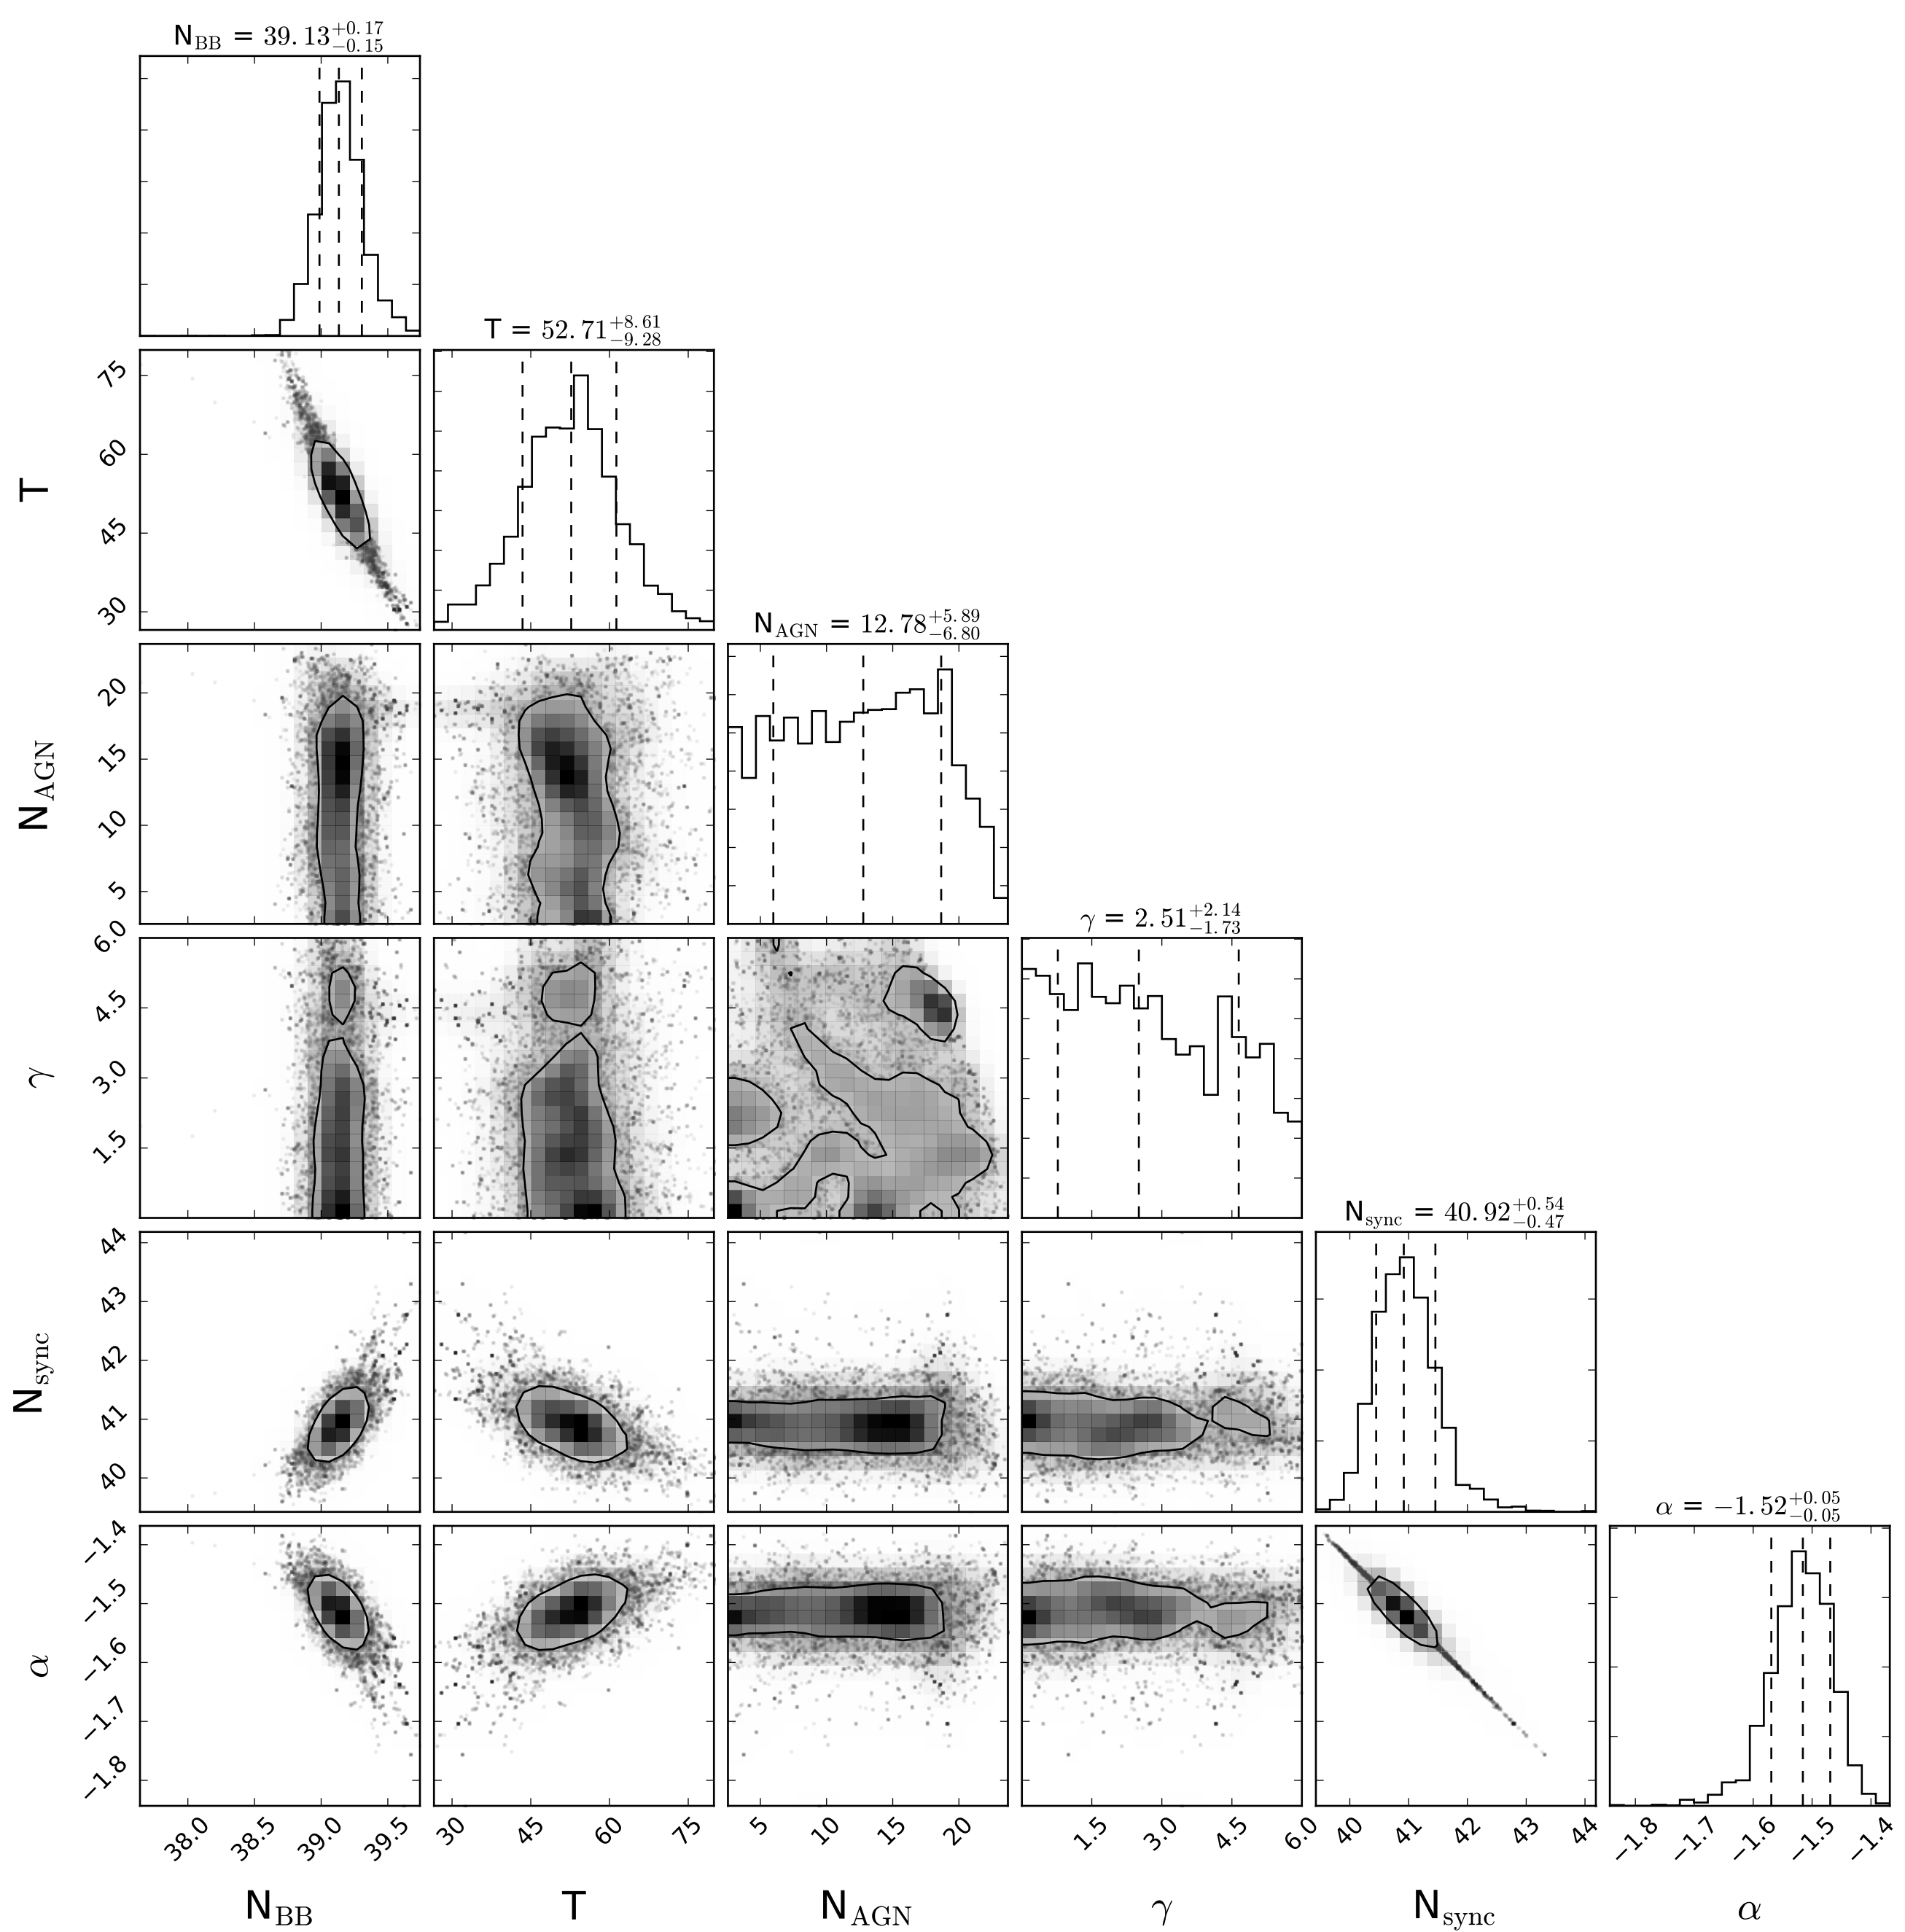 N_BB = 39.13^{+0.17}_{-0.15}
T = 52.71^{+8.61}_{-9.28}
75
60
45
30
T
N_AGN = 12.78^{+5.89}_{-6.80}
20
15
10
5
N_AGN
γ = 2.51^{+2.14}_{-1.73}
6.0
4.5
3.0
1.5
γ
N_sync = 40.92^{+0.54}_{-0.47}
44
43
42
41
40
N_sync
α = −1.52^{+0.05}_{-0.05}
−1.4
−1.5
−1.6
−1.7
−1.8
α
38.0 38.5 39.0 39.5 30 45 60 75 5 10 15 20 1.5 3.0 4.5 6.0 40 41 42 43 44 −1.8 −1.7 −1.6 −1.5 −1.4
N_BB T N_AGN γ N_sync α